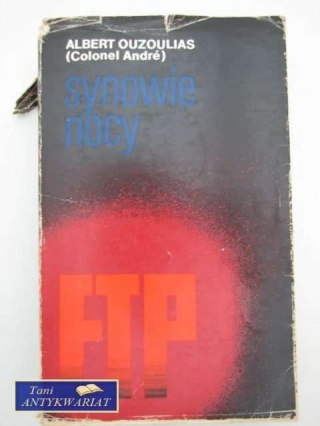 ALBERT OUZOULIAS
(Colonel André)
synowie
nocy
FTP
Tani
ANTYKWARIAT